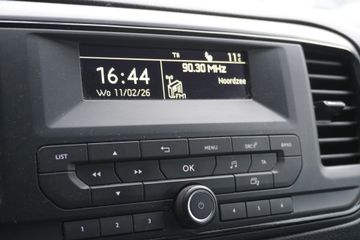 TA 11°
16:44 90.30 MHz
Wo 11/02/26 Noordzee
FM1
LIST MENU SRC BAND
OK TA
1 2 3 4 5 6